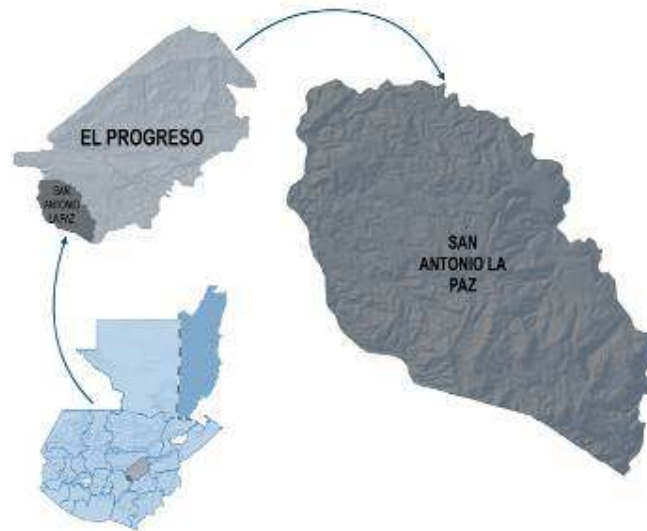 EL PROGRESO
SAN
ANTONIO
LA PAZ
SAN
ANTONIO LA
PAZ